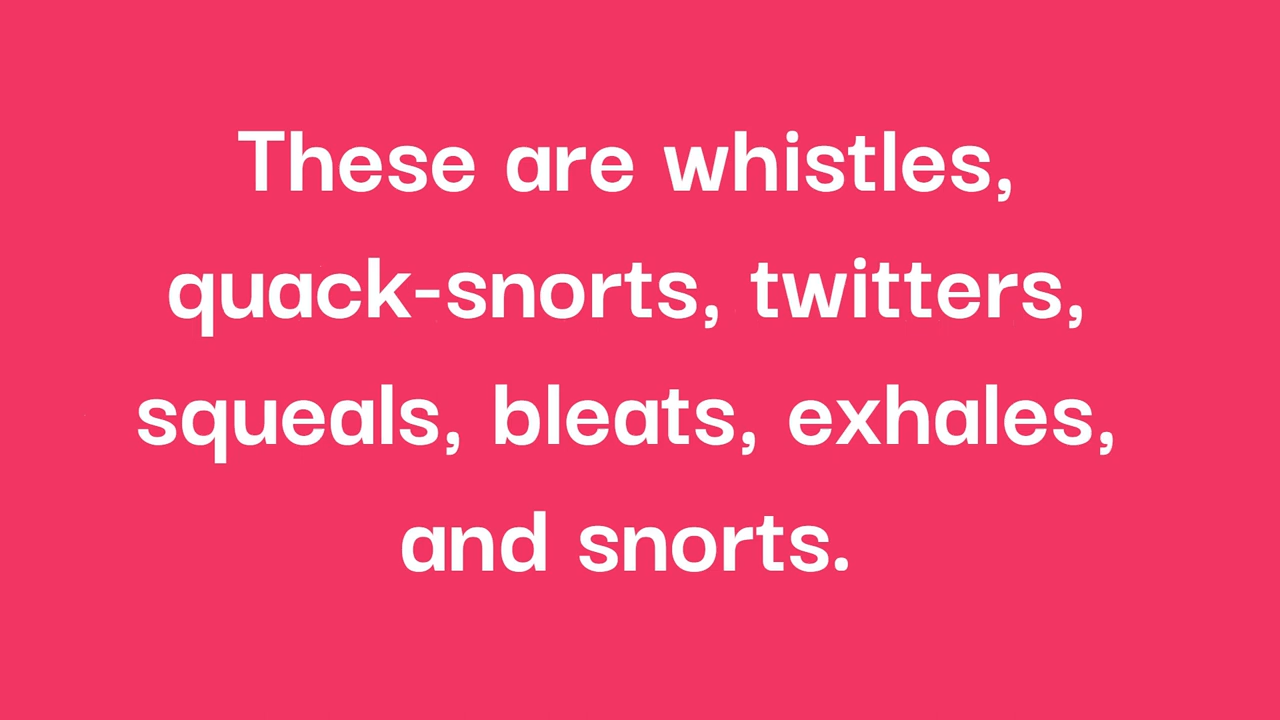 These are whistles,
quack-snorts, twitters,
squeals, bleats, exhales,
and snorts.